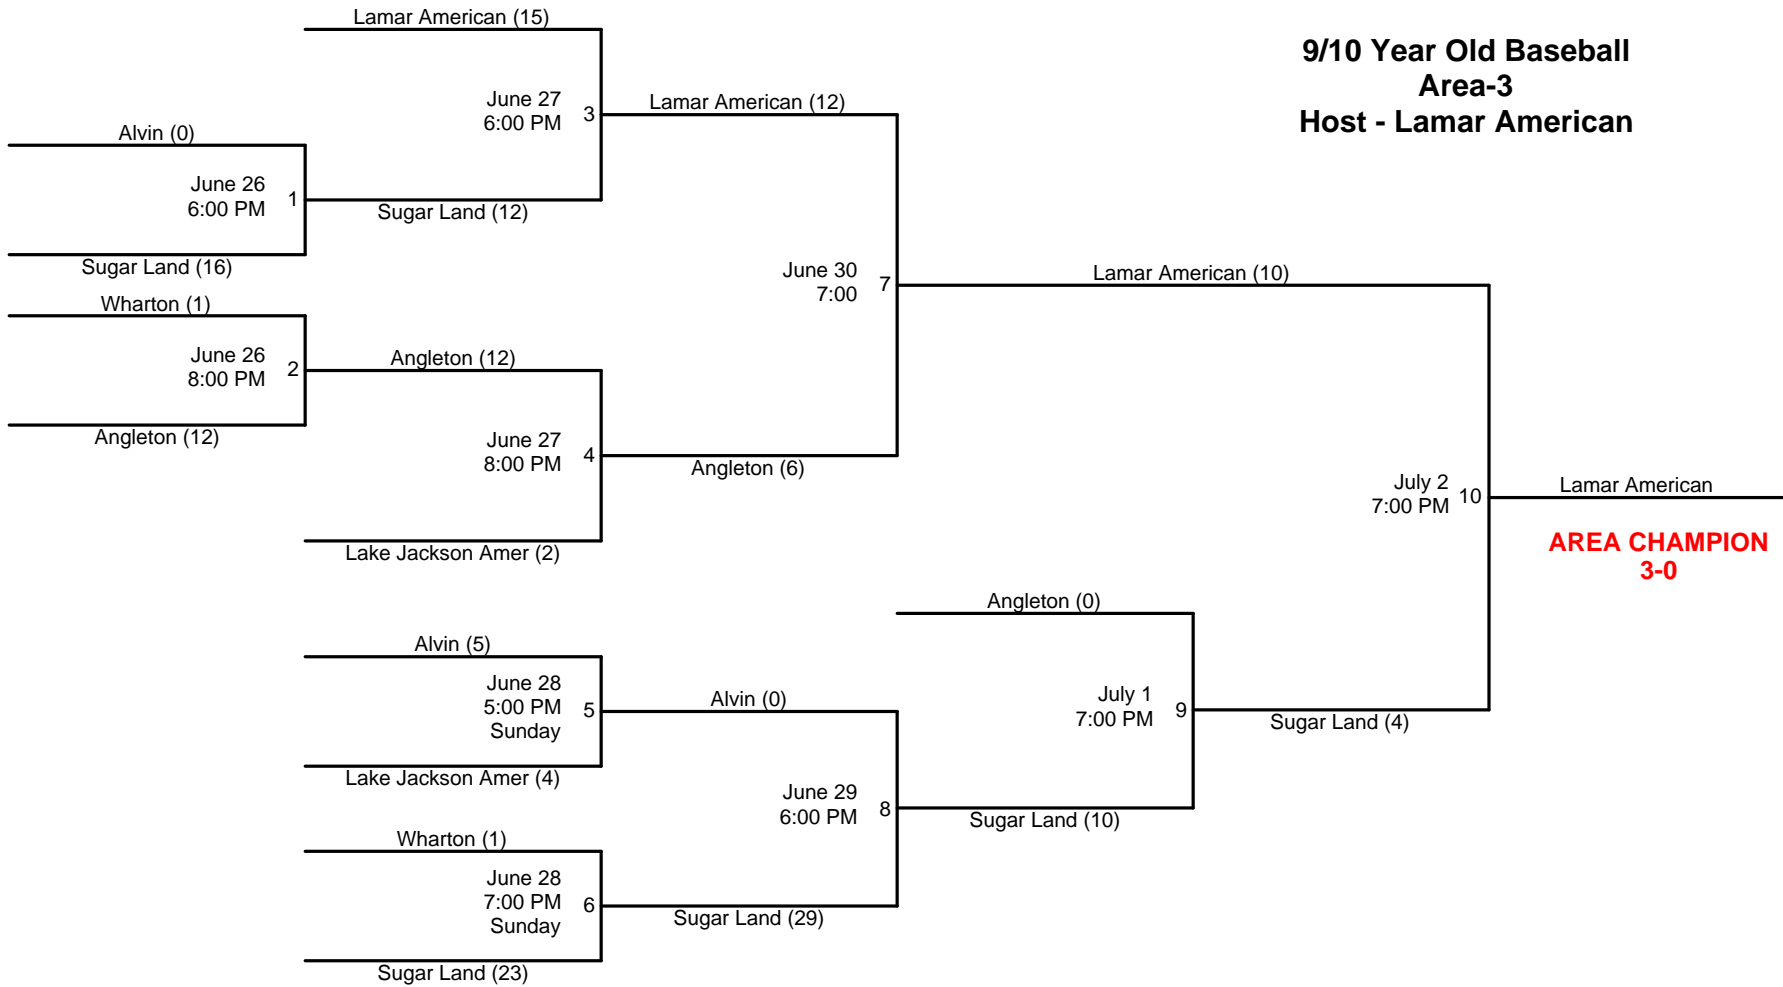 Lamar American (15)
9/10 Year Old Baseball
Area-3
Host - Lamar American
June 27
6:00 PM
3
Lamar American (12)
Alvin (0)
June 26
6:00 PM
1
Sugar Land (12)
Sugar Land (16)
Wharton (1)
June 30
7:00
7
Lamar American (10)
June 26
8:00 PM
2
Angleton (12)
Angleton (12)
June 27
8:00 PM
4
Angleton (6)
Lake Jackson Amer (2)
July 2
7:00 PM
10
Lamar American
AREA CHAMPION
3-0
Angleton (0)
Alvin (5)
June 28
5:00 PM
Sunday
5
Alvin (0)
July 1
7:00 PM
9
Sugar Land (4)
Lake Jackson Amer (4)
June 29
6:00 PM
8
Sugar Land (10)
Wharton (1)
June 28
7:00 PM
Sunday
6
Sugar Land (29)
Sugar Land (23)